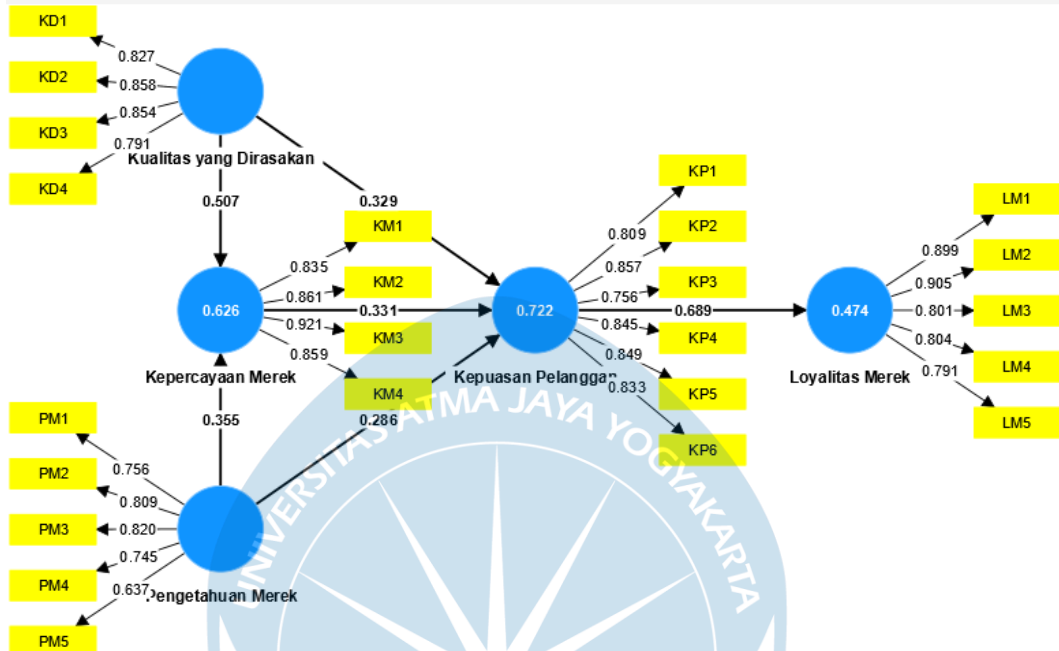 KD1
0.827
KD2
0.858
KD3
0.854
KD4
0.791
Kualitas yang Dirasakan
0.507
0.329
KM1
0.835
KM2
0.861
0.626
0.331
KM3
0.921
KM4
0.859
Kepercayaan Merek
0.355
0.286
PM1
0.756
PM2
0.809
PM3
0.820
PM4
0.745
PM5
0.637
Pengetahuan Merek
KP1
0.809
KP2
0.857
KP3
0.756
0.722
0.689
KP4
0.845
KP5
0.849
KP6
0.833
Kepuasan Pelanggan
LM1
0.899
LM2
0.905
LM3
0.801
LM4
0.804
LM5
0.791
0.474
Loyalitas Merek
UNIVERSITAS ATMA JAYA YOGYAKARTA